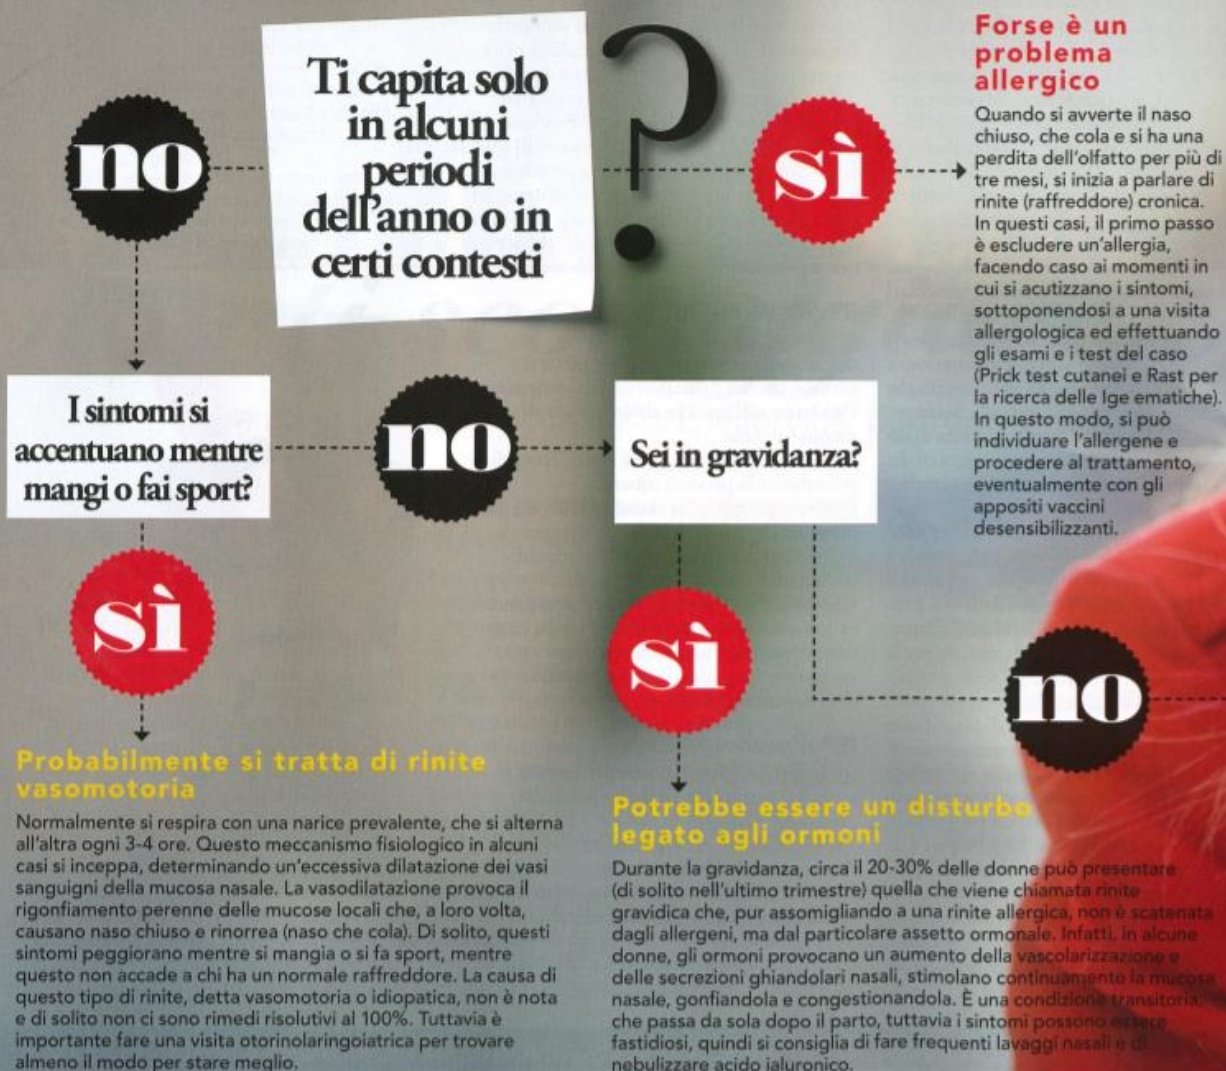 Ti capita solo
in alcuni
periodi
dell'anno o in
certi contesti
?
no
sì
Forse è un
problema
allergico
Quando si avverte il naso
chiuso, che cola e si ha una
perdita dell'olfatto per più di
tre mesi, si inizia a parlare di
rinite (raffreddore) cronica.
In questi casi, il primo passo
è escludere un'allergia,
facendo caso ai momenti in
cui si acutizzano i sintomi,
sottoponendosi a una visita
allergologica ed effettuando
gli esami e i test del caso
(Prick test cutanei e Rast per
la ricerca delle Ige ematiche).
In questo modo, si può
individuare l'allergene e
procedere al trattamento,
eventualmente con gli
appositi vaccini
desensibilizzanti.
I sintomi si
accentuano mentre
mangi o fai sport?
no
Sei in gravidanza?
sì
sì
no
Probabilmente si tratta di rinite
vasomotoria
Normalmente si respira con una narice prevalente, che si alterna
all'altra ogni 3-4 ore. Questo meccanismo fisiologico in alcuni
casi si inceppa, determinando un'eccessiva dilatazione dei vasi
sanguigni della mucosa nasale. La vasodilatazione provoca il
rigonfiamento perenne delle mucose locali che, a loro volta,
causano naso chiuso e rinorrea (naso che cola). Di solito, questi
sintomi peggiorano mentre si mangia o si fa sport, mentre
questo non accade a chi ha un normale raffreddore. La causa di
questo tipo di rinite, detta vasomotoria o idiopatica, non è nota
e di solito non ci sono rimedi risolutivi al 100%. Tuttavia è
importante fare una visita otorinolaringoiatrica per trovare
almeno il modo per stare meglio.
Potrebbe essere un disturbo
legato agli ormoni
Durante la gravidanza, circa il 20-30% delle donne può presentare
(di solito nell'ultimo trimestre) quella che viene chiamata rinite
gravidica che, pur assomigliando a una rinite allergica, non è scatenata
dagli allergeni, ma dal particolare assetto ormonale. Infatti, in alcune
donne, gli ormoni provocano un aumento della vascolarizzazione e
delle secrezioni ghiandolari nasali, stimolano continuamente la mucosa
nasale, gonfiandola e congestionandola. È una condizione transitoria,
che passa da sola dopo il parto, tuttavia i sintomi possono essere
fastidiosi, quindi si consiglia di fare frequenti lavaggi nasali e di
nebulizzare acido ialuronico.